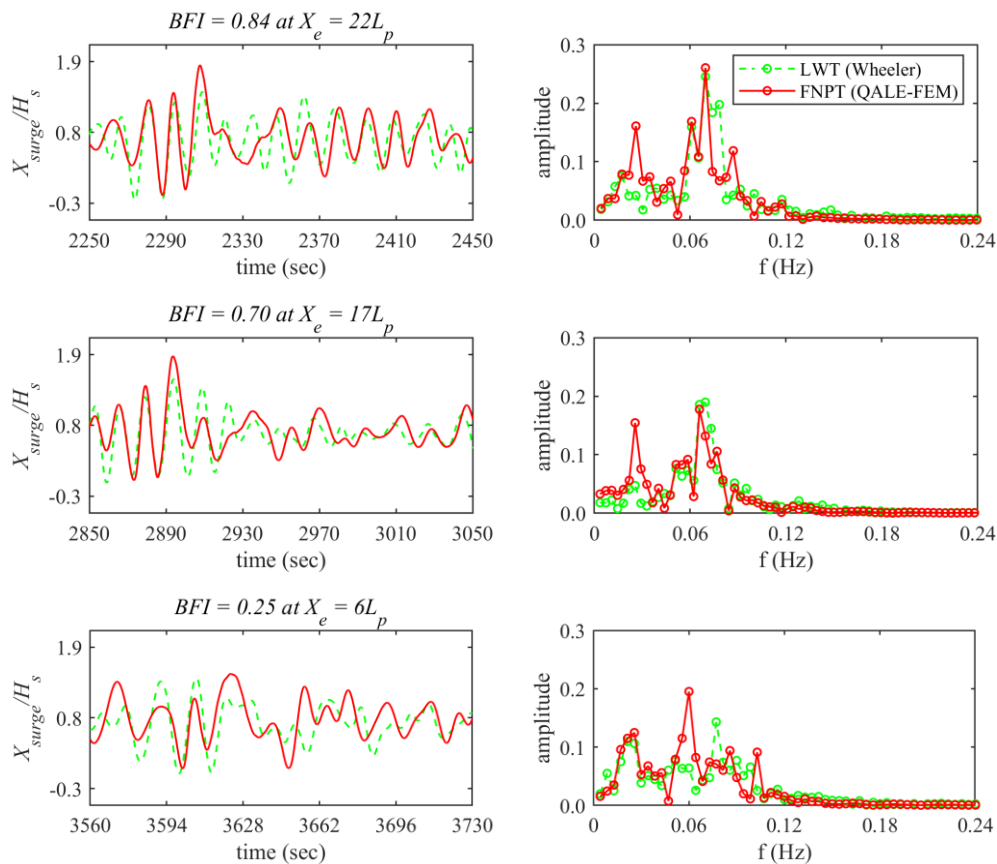 BFI = 0.84 at X_e = 22L_p
X_surge/H_s
1.9
0.8
-0.3
2250 2290 2330 2370 2410 2450
time (sec)
amplitude
0.3
0.2
0.1
0.0
LWT (Wheeler)
FNPT (QALE-FEM)
0 0.06 0.12 0.18 0.24
f (Hz)
BFI = 0.70 at X_e = 17L_p
X_surge/H_s
1.9
0.8
-0.3
2850 2890 2930 2970 3010 3050
time (sec)
amplitude
0.3
0.2
0.1
0.0
0 0.06 0.12 0.18 0.24
f (Hz)
BFI = 0.25 at X_e = 6L_p
X_surge/H_s
1.9
0.8
-0.3
3560 3594 3628 3662 3696 3730
time (sec)
amplitude
0.3
0.2
0.1
0.0
0 0.06 0.12 0.18 0.24
f (Hz)